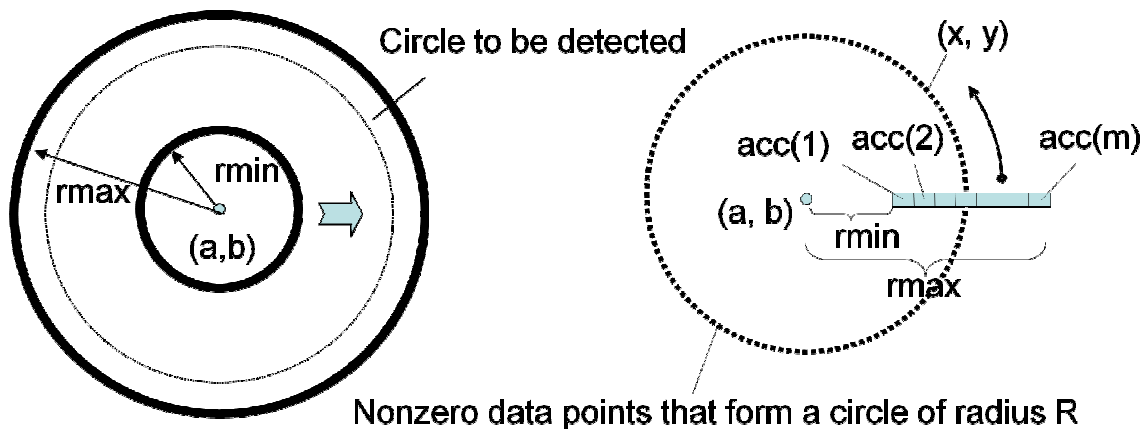 Circle to be detected
rmax
rmin
(a,b)
(x, y)
acc(1)
acc(2)
acc(m)
(a, b)
rmin
rmax
Nonzero data points that form a circle of radius R